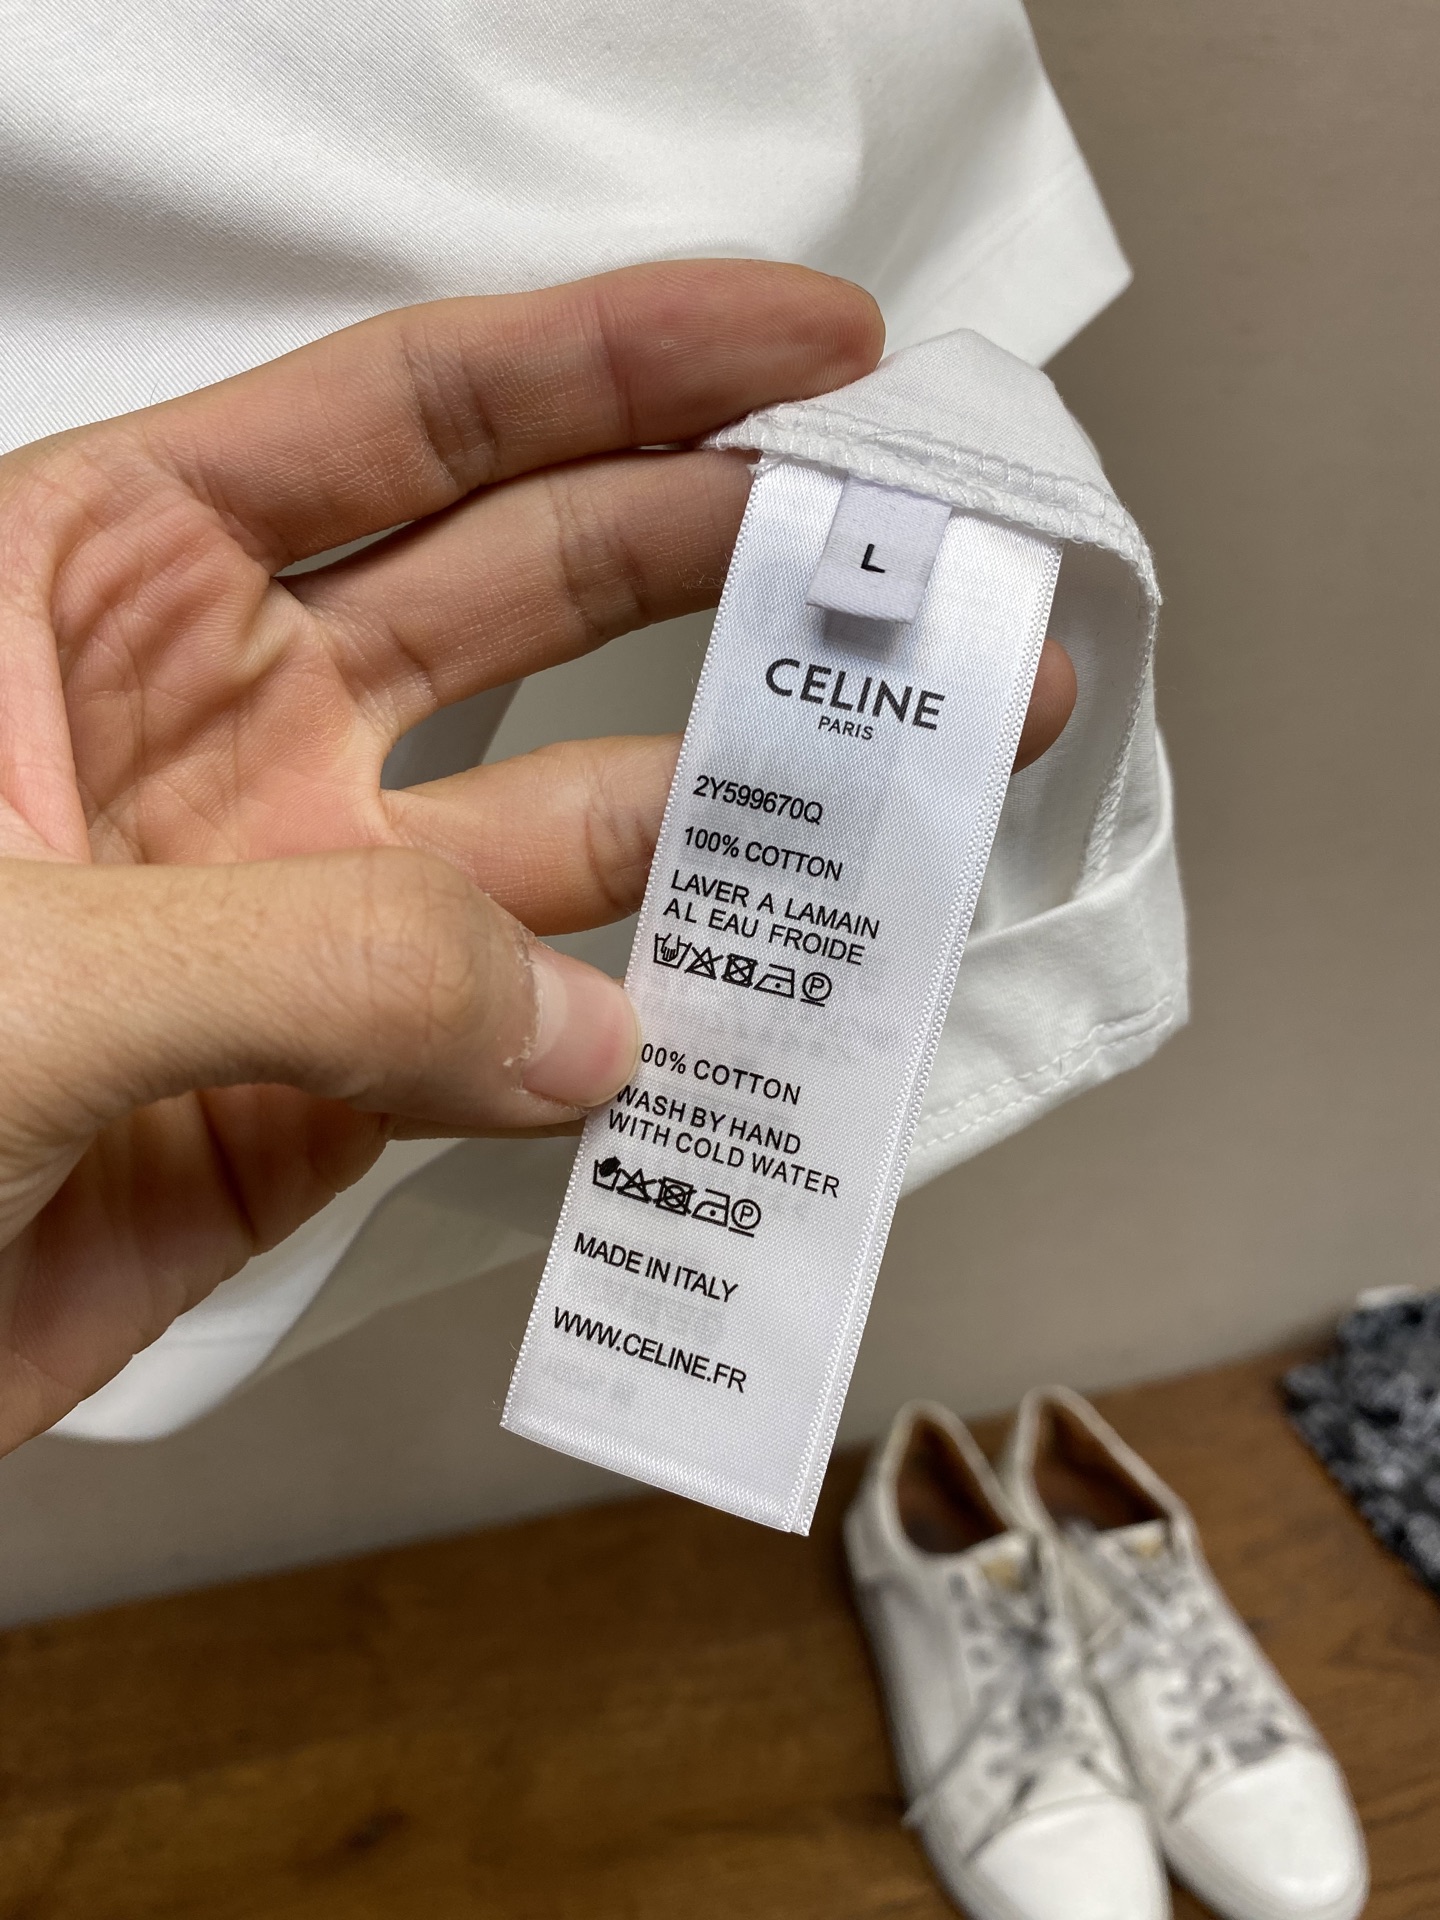 L
CELINE
PARIS
2Y599670Q
100% COTTON
LAVER A LAMAIN
AL EAU FROIDE
P
00% COTTON
WASH BY HAND
WITH COLD WATER
P
MADE IN ITALY
WWW.CELINE.FR